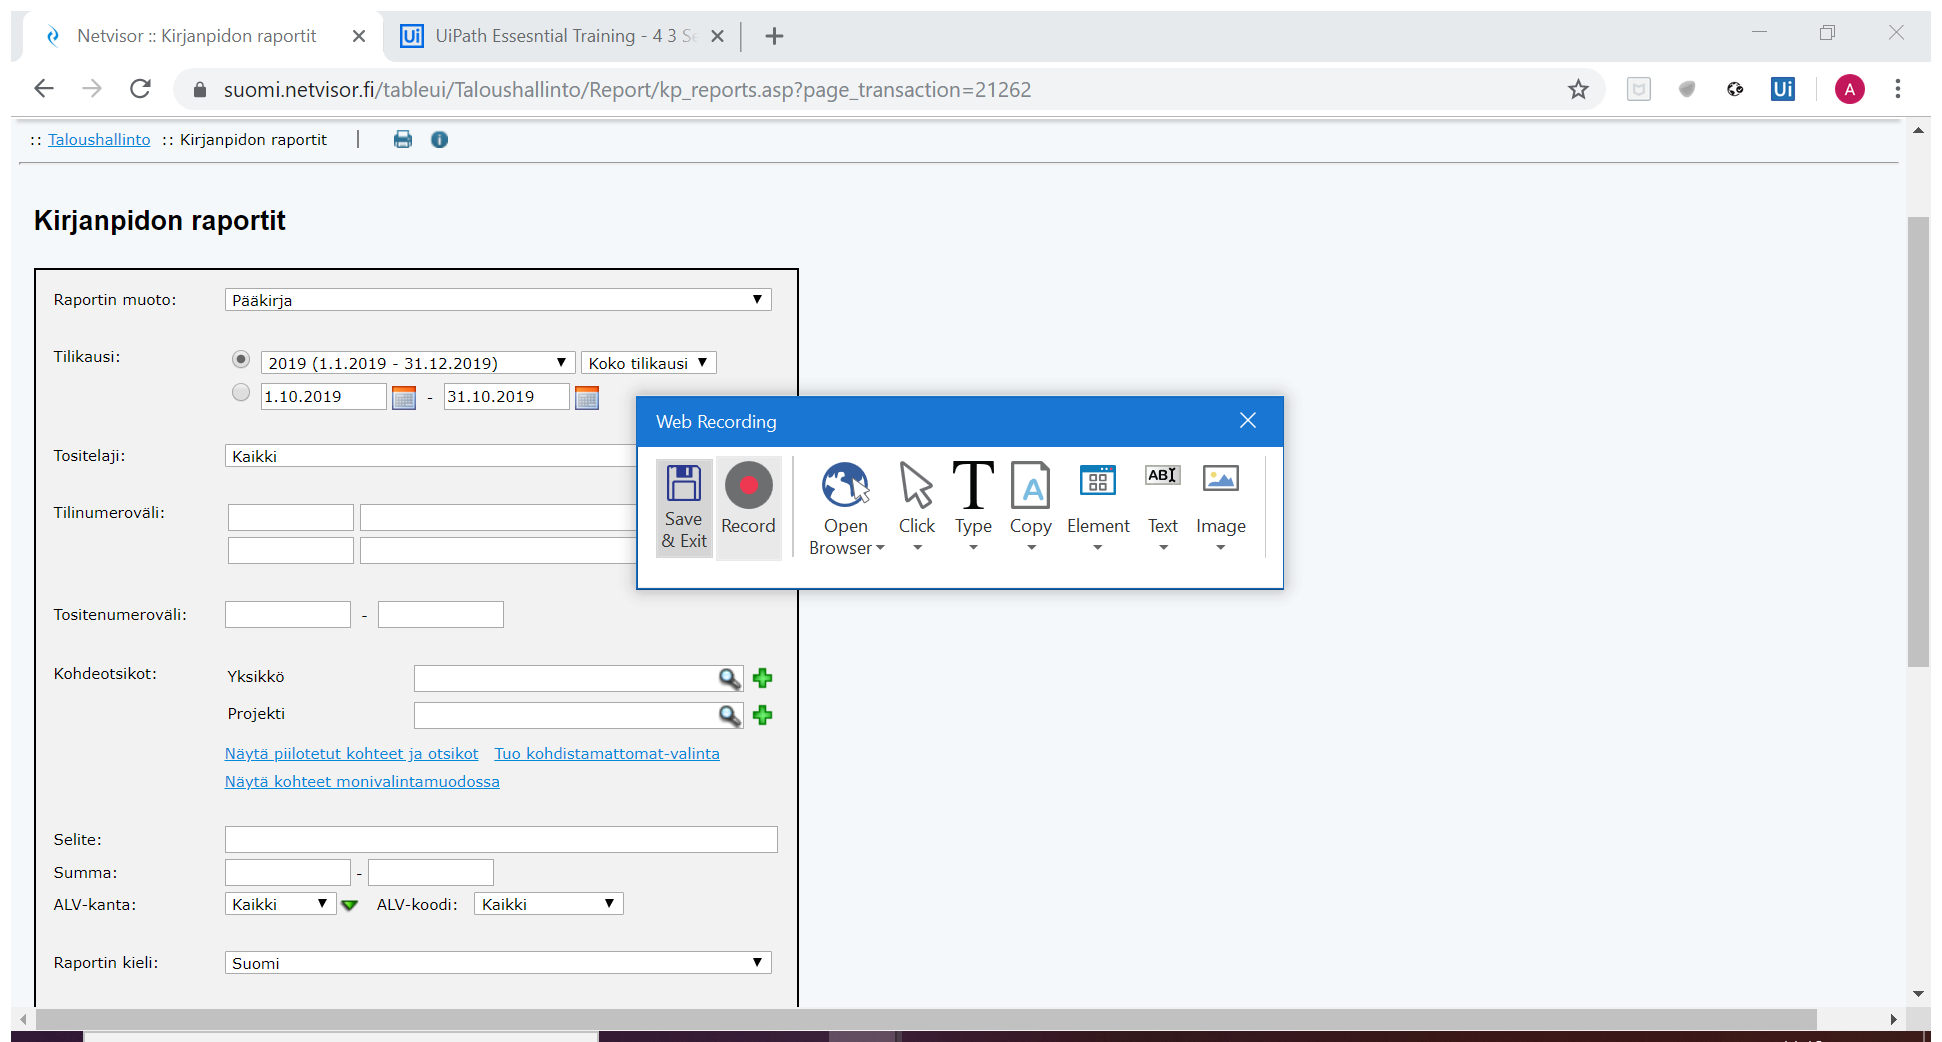 Netvisor :: Kirjanpidon raportit
UiPath Essesntial Training - 4 3 Se
suomi.netvisor.fi/tableui/Taloushallinto/Report/kp_reports.asp?page_transaction=21262
Ui
A
:: Taloushallinto :: Kirjanpidon raportit |
Kirjanpidon raportit
Raportin muoto: Pääkirja
Tilikausi: 2019 (1.1.2019 - 31.12.2019) Koko tilikausi
1.10.2019 - 31.10.2019
Web Recording
Save & Exit
Record
Open Browser
Click
Type
Copy
Element
Text
Image
Tositelaji: Kaikki
Tilinumeroväli:
Tositenumeroväli: -
Kohdeotsikot: Yksikkö
Projekti
Näytä piilotetut kohteet ja otsikot Tuo kohdistamattomat-valinta
Näytä kohteet monivalintamuodossa
Selite:
Summa: -
ALV-kanta: Kaikki ALV-koodi: Kaikki
Raportin kieli: Suomi